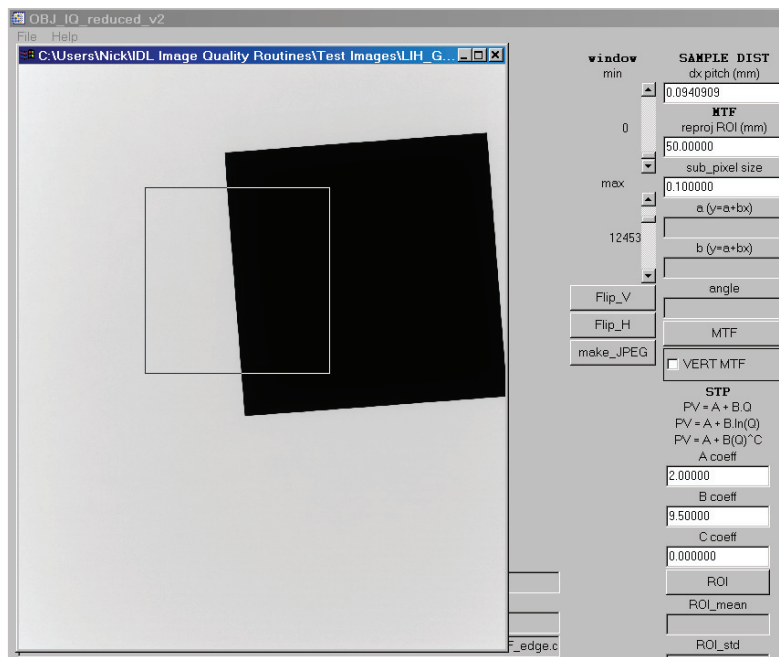 OBJ_IQ_reduced_v2
File Help
C:\Users\Nick\IDL Image Quality Routines\Test Images\LIH_G...
window
min
0
max
12453
Flip_V
Flip_H
make_JPEG
SAMPLE DIST
dx pitch (mm)
0.0940909
MTF
reproj ROI (mm)
50.00000
sub_pixel size
0.100000
a (y=a+bx)
b (y=a+bx)
angle
MTF
VERT MTF
STP
PV = A + B.Q
PV = A + B.ln(Q)
PV = A + B(Q)^C
A coeff
2.00000
B coeff
9.50000
C coeff
0.000000
ROI
ROI_mean
ROI_std
F_edge.c